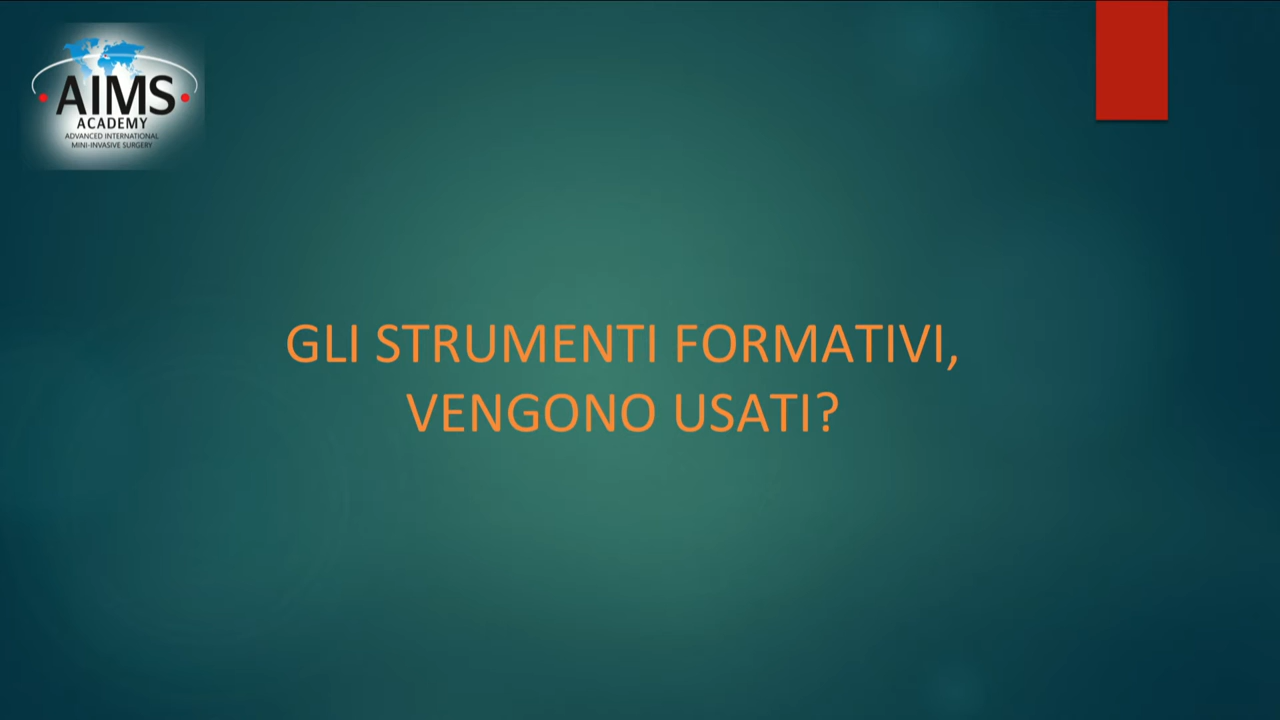 AIMS
ACADEMY
ADVANCED INTERNATIONAL
MINI-INVASIVE SURGERY
GLI STRUMENTI FORMATIVI,
VENGONO USATI?